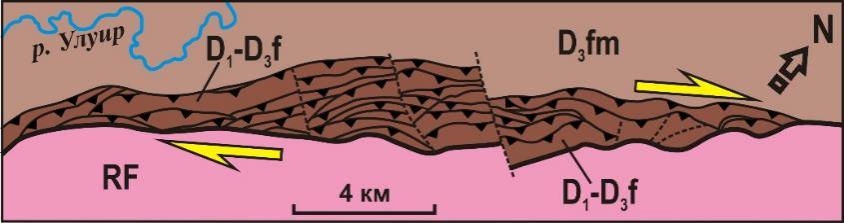 р. Улуир
D₁-D₃f
D₃fm
N
RF
4 км
D₁-D₃f